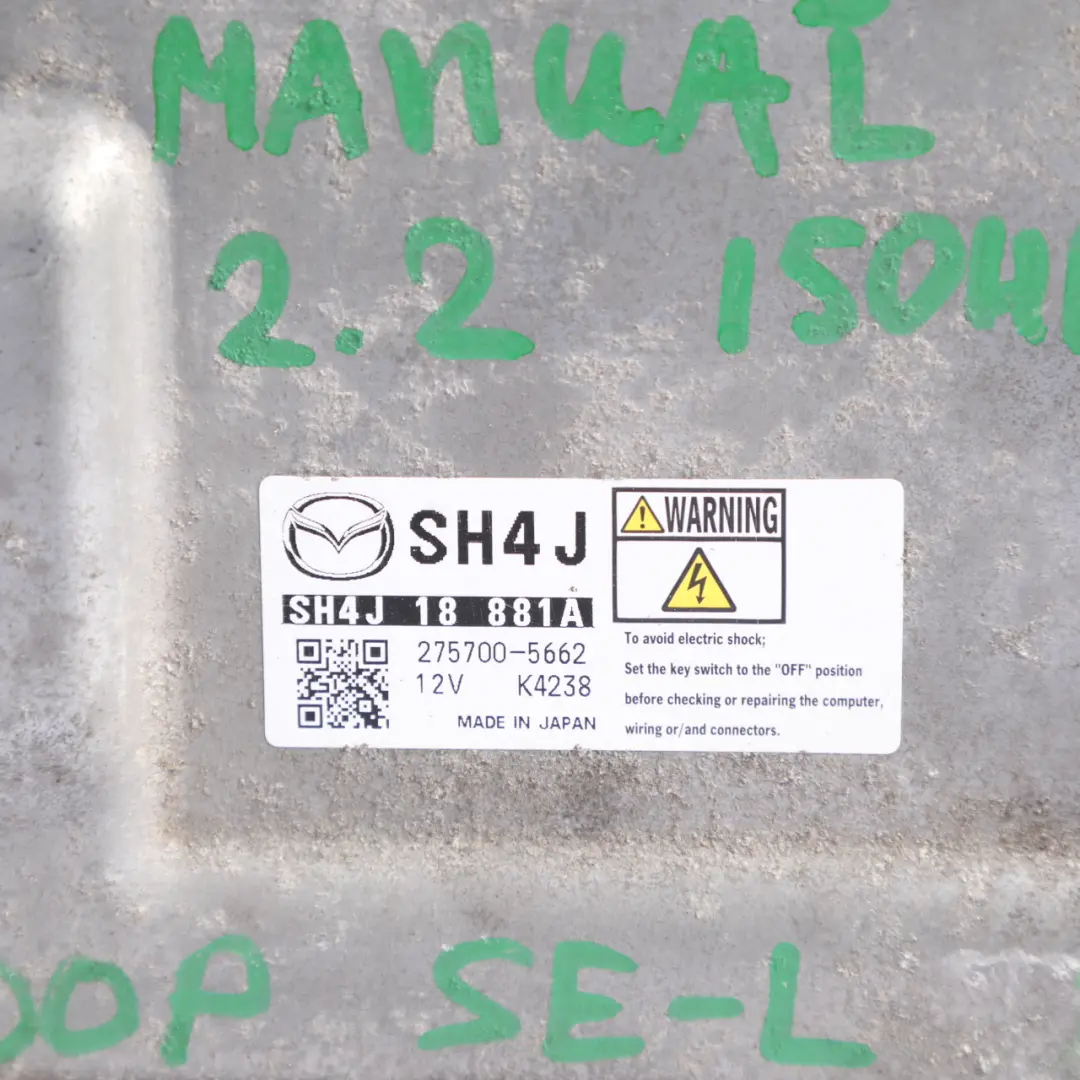 MANUAL
2.2 150H
SH4J
SH4J 18 881A
275700-5662
12V K4238
MADE IN JAPAN
WARNING
To avoid electric shock;
Set the key switch to the "OFF" position
before checking or repairing the computer,
wiring or/and connectors.
OOP SE-L